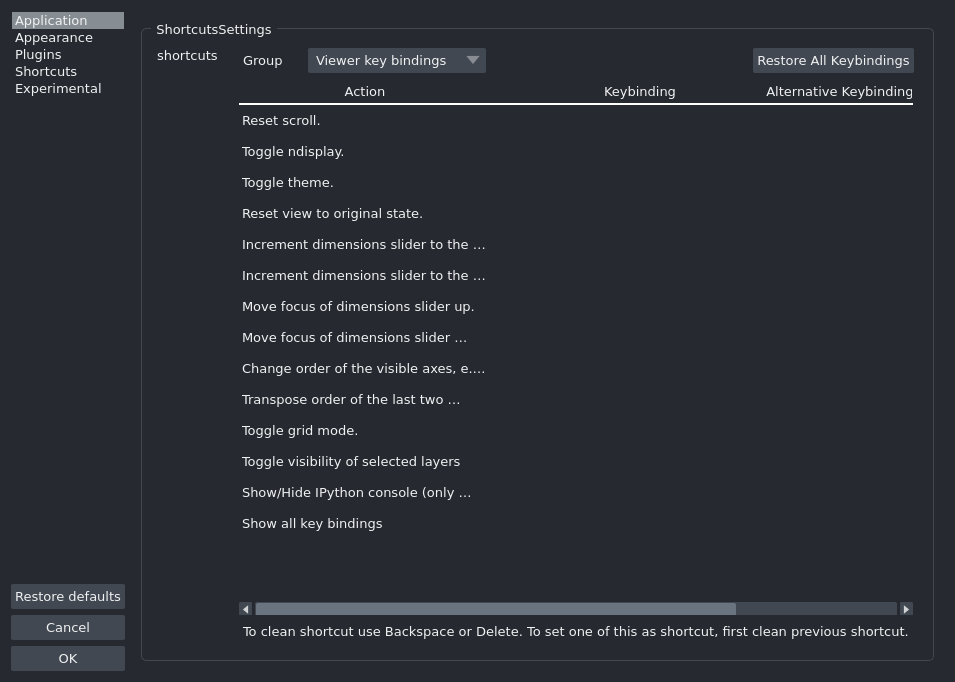 Application
Appearance
Plugins
Shortcuts
Experimental
ShortcutsSettings
shortcuts
Group
Viewer key bindings
Restore All Keybindings
Action Keybinding Alternative Keybinding
Reset scroll.
Toggle ndisplay.
Toggle theme.
Reset view to original state.
Increment dimensions slider to the …
Increment dimensions slider to the …
Move focus of dimensions slider up.
Move focus of dimensions slider …
Change order of the visible axes, e.…
Transpose order of the last two …
Toggle grid mode.
Toggle visibility of selected layers
Show/Hide IPython console (only …
Show all key bindings
To clean shortcut use Backspace or Delete. To set one of this as shortcut, first clean previous shortcut.
Restore defaults
Cancel
OK